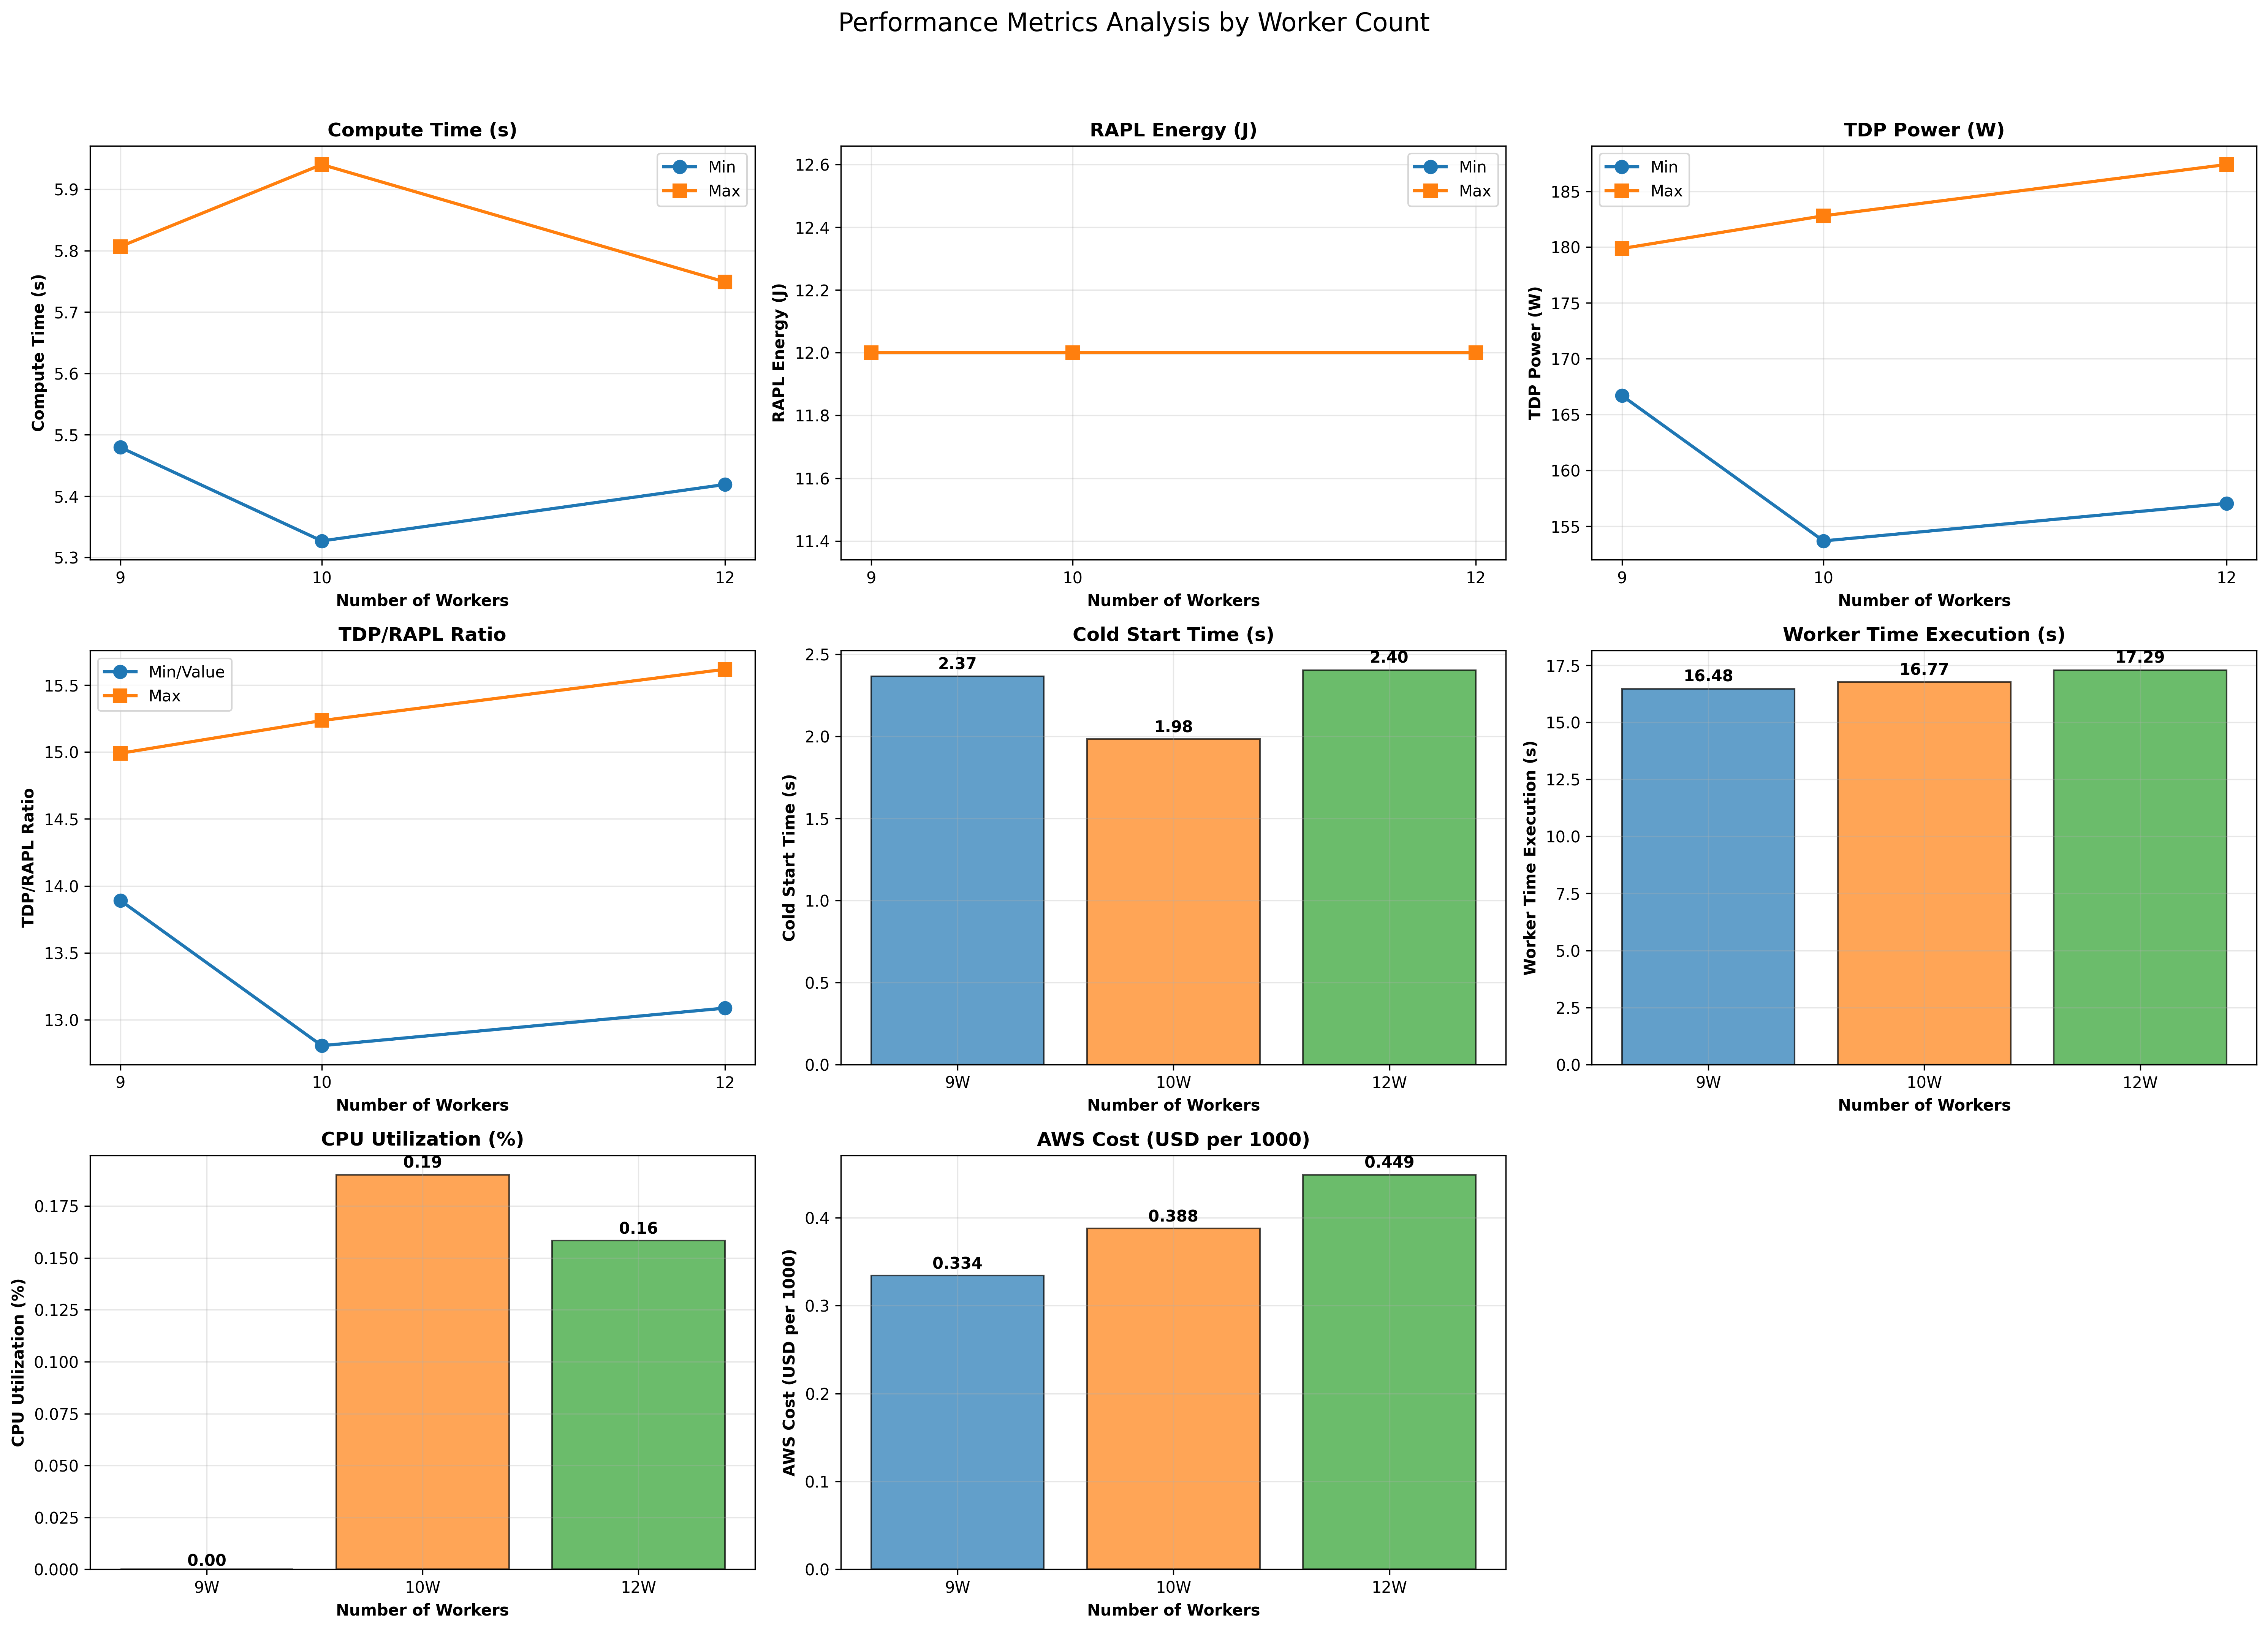 Performance Metrics Analysis by Worker Count
Compute Time (s)
Compute Time (s)
5.9
5.8
5.7
5.6
5.5
5.4
5.3
Min
Max
9
10
12
Number of Workers
RAPL Energy (J)
RAPL Energy (J)
12.6
12.4
12.2
12.0
11.8
11.6
11.4
Min
Max
9
10
12
Number of Workers
TDP Power (W)
TDP Power (W)
185
180
175
170
165
160
155
Min
Max
9
10
12
Number of Workers
TDP/RAPL Ratio
TDP/RAPL Ratio
15.5
15.0
14.5
14.0
13.5
13.0
Min/Value
Max
9
10
12
Number of Workers
Cold Start Time (s)
Cold Start Time (s)
2.5
2.0
1.5
1.0
0.5
0.0
2.37
1.98
2.40
9W
10W
12W
Number of Workers
Worker Time Execution (s)
Worker Time Execution (s)
17.5
15.0
12.5
10.0
7.5
5.0
2.5
0.0
16.48
16.77
17.29
9W
10W
12W
Number of Workers
CPU Utilization (%)
CPU Utilization (%)
0.175
0.150
0.125
0.100
0.075
0.050
0.025
0.000
0.00
0.19
0.16
9W
10W
12W
Number of Workers
AWS Cost (USD per 1000)
AWS Cost (USD per 1000)
0.4
0.3
0.2
0.1
0.0
0.334
0.388
0.449
9W
10W
12W
Number of Workers